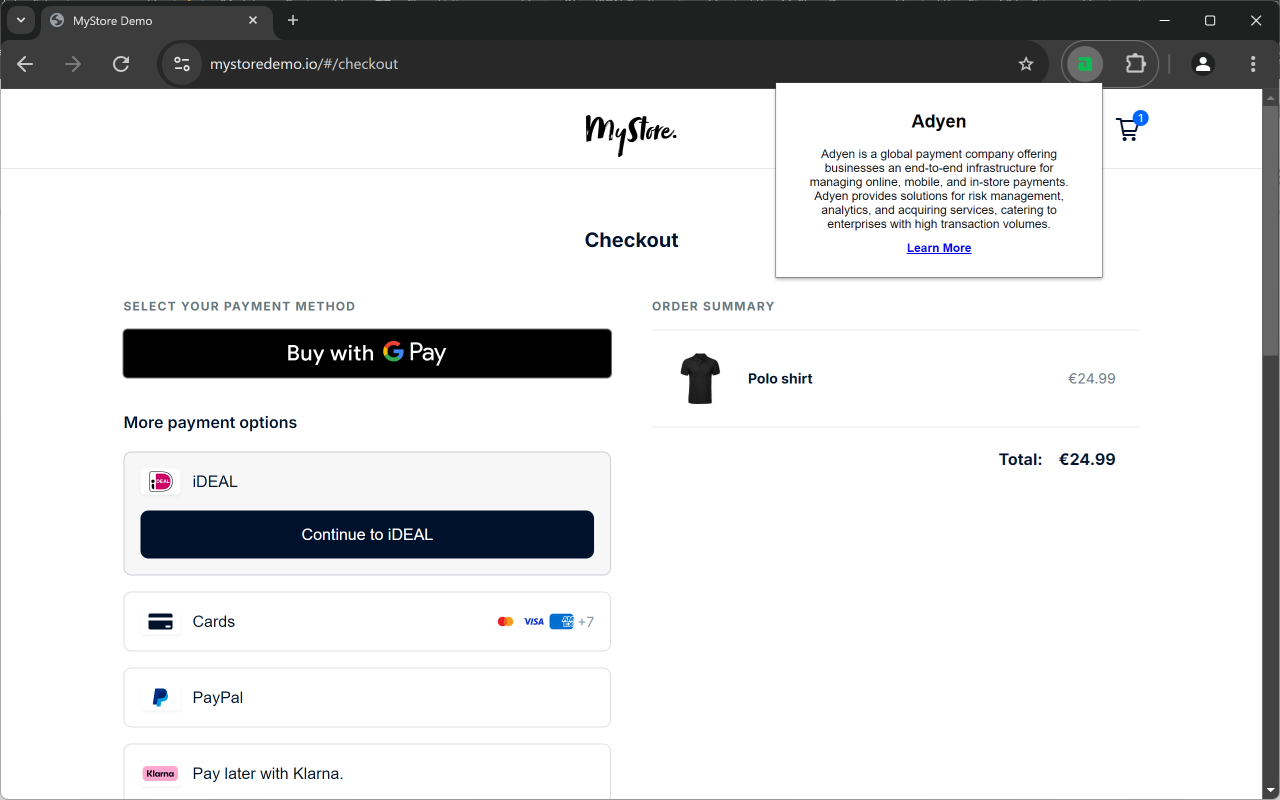 MyStore Demo
mystoredemo.io/#/checkout
MyStore.
1
Adyen
Adyen is a global payment company offering
businesses an end-to-end infrastructure for
managing online, mobile, and in-store payments.
Adyen provides solutions for risk management,
analytics, and acquiring services, catering to
enterprises with high transaction volumes.
Learn More
Checkout
SELECT YOUR PAYMENT METHOD
Buy with G Pay
More payment options
iDEAL
iDEAL
Continue to iDEAL
Cards
VISA
AM
EX
+7
PayPal
Klarna
Pay later with Klarna.
ORDER SUMMARY
Polo shirt
€24.99
Total: €24.99